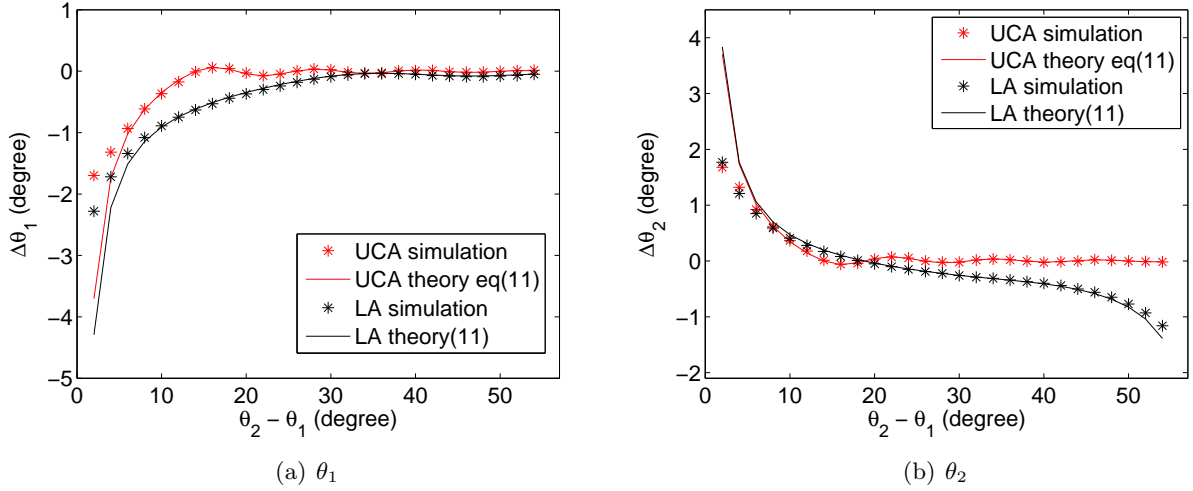 1
0
−1
−2
−3
−4
−5
0
10
20
30
40
50
Δθ1 (degree)
θ2 − θ1 (degree)
UCA simulation
UCA theory eq(11)
LA simulation
LA theory(11)
(a) θ1
4
3
2
1
0
−1
−2
0
10
20
30
40
50
Δθ2 (degree)
θ2 − θ1 (degree)
UCA simulation
UCA theory eq(11)
LA simulation
LA theory(11)
(b) θ2